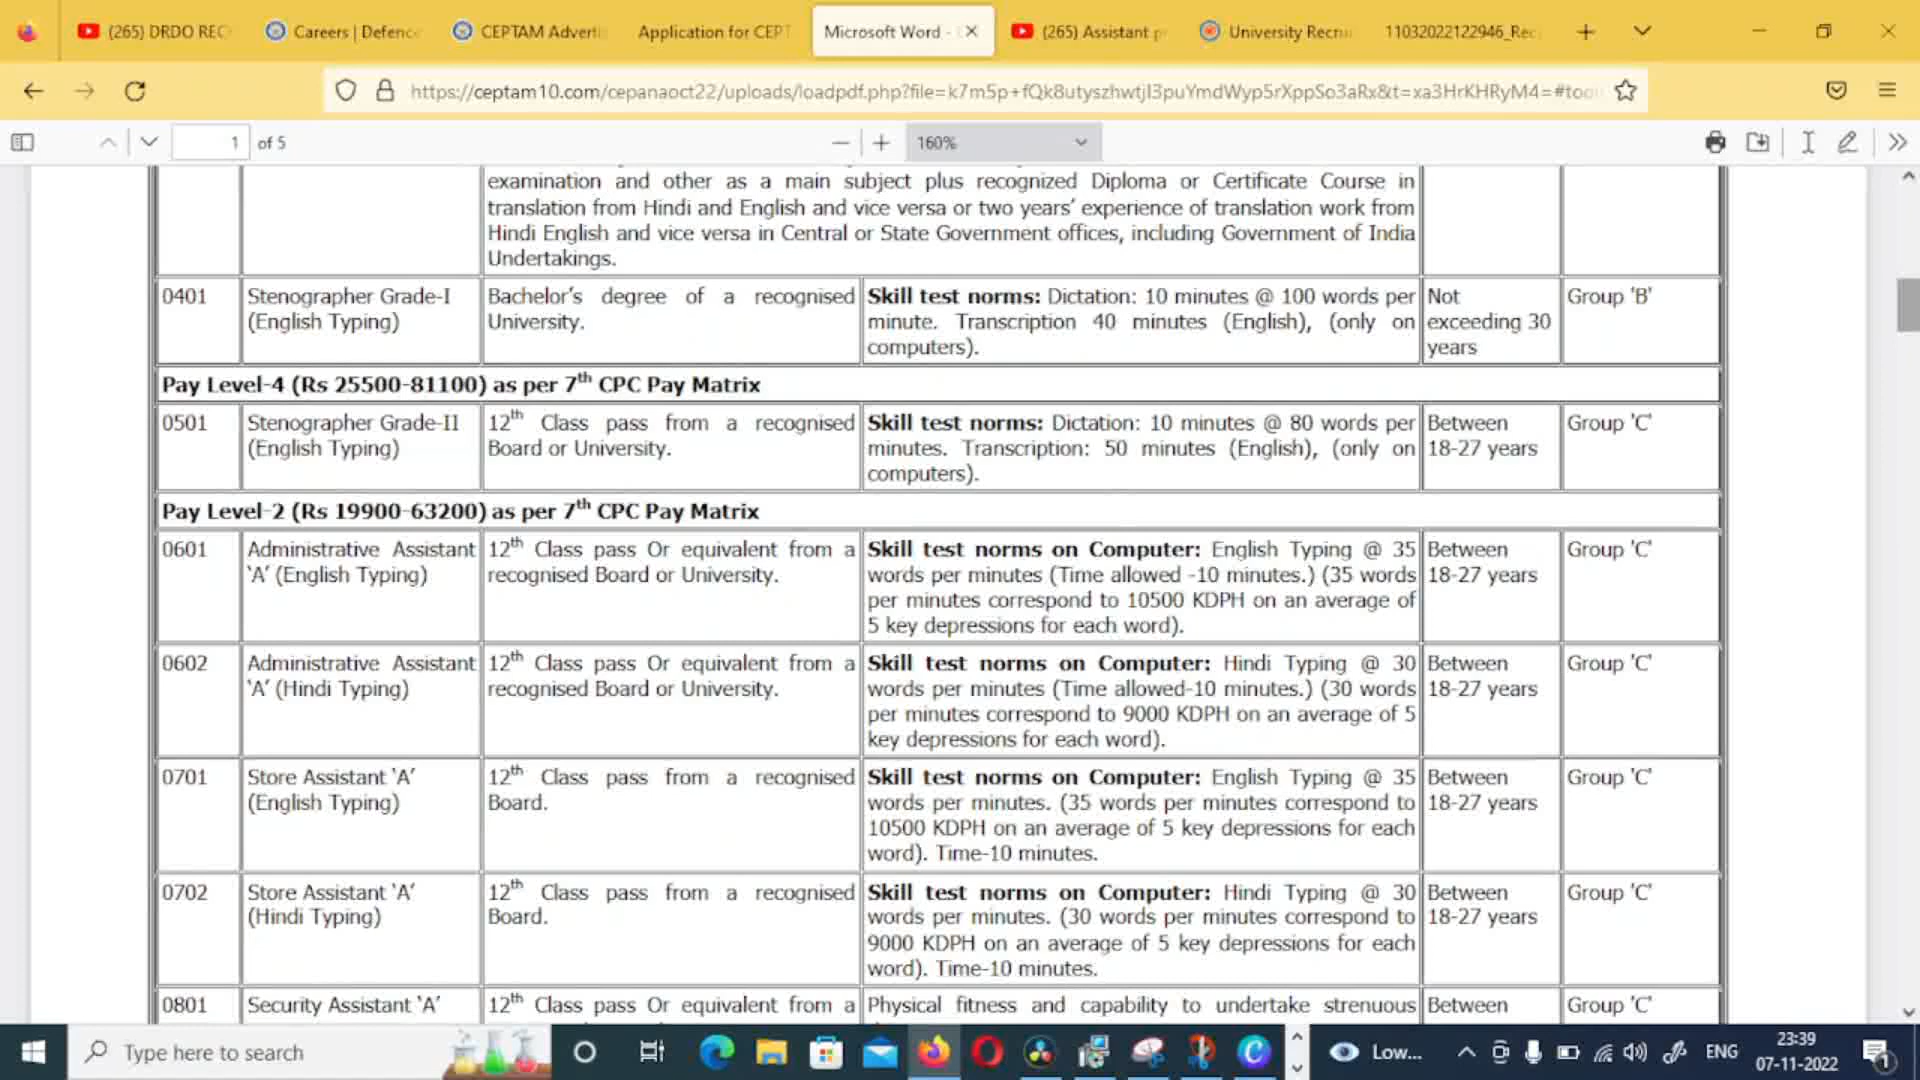 (265) DRDO REC
Careers | Defence
CEPTAM Adverti
Application for CEPT
Microsoft Word -
(265) Assistant p
University Recru
11032022122946_Rec
https://ceptam10.com/cepanaoct22/uploads/loadpdf.php?file=k7m5p+fQk8utyszhwtjI3puYmdWyp5rXppSo3aRx&t=xa3HrKHRyM4=#too
1 of 5
160%
examination and other as a main subject plus recognized Diploma or Certificate Course in
translation from Hindi and English and vice versa or two years’ experience of translation work from
Hindi English and vice versa in Central or State Government offices, including Government of India
Undertakings.
0401
Stenographer Grade-I
(English Typing)
Bachelor’s degree of a recognised
University.
Skill test norms: Dictation: 10 minutes @ 100 words per
minute. Transcription 40 minutes (English), (only on
computers).
Not
exceeding 30
years
Group ‘B’
Pay Level-4 (Rs 25500-81100) as per 7th CPC Pay Matrix
0501
Stenographer Grade-II
(English Typing)
12th Class pass from a recognised
Board or University.
Skill test norms: Dictation: 10 minutes @ 80 words per
minutes. Transcription: 50 minutes (English), (only on
computers).
Between
18-27 years
Group ‘C’
Pay Level-2 (Rs 19900-63200) as per 7th CPC Pay Matrix
0601
Administrative Assistant
‘A’ (English Typing)
12th Class pass Or equivalent from a
recognised Board or University.
Skill test norms on Computer: English Typing @ 35
words per minutes (Time allowed -10 minutes.) (35 words
per minutes correspond to 10500 KDPH on an average of
5 key depressions for each word).
Between
18-27 years
Group ‘C’
0602
Administrative Assistant
‘A’ (Hindi Typing)
12th Class pass Or equivalent from a
recognised Board or University.
Skill test norms on Computer: Hindi Typing @ 30
words per minutes (Time allowed-10 minutes.) (30 words
per minutes correspond to 9000 KDPH on an average of 5
key depressions for each word).
Between
18-27 years
Group ‘C’
0701
Store Assistant ‘A’
(English Typing)
12th Class pass from a recognised
Board.
Skill test norms on Computer: English Typing @ 35
words per minutes. (35 words per minutes correspond to
10500 KDPH on an average of 5 key depressions for each
word). Time-10 minutes.
Between
18-27 years
Group ‘C’
0702
Store Assistant ‘A’
(Hindi Typing)
12th Class pass from a recognised
Board.
Skill test norms on Computer: Hindi Typing @ 30
words per minutes. (30 words per minutes correspond to
9000 KDPH on an average of 5 key depressions for each
word). Time-10 minutes.
Between
18-27 years
Group ‘C’
0801
Security Assistant ‘A’
12th Class pass Or equivalent from a
Physical fitness and capability to undertake strenuous
Between
Group ‘C’
Type here to search
Low...
ENG
23:39
07-11-2022
1